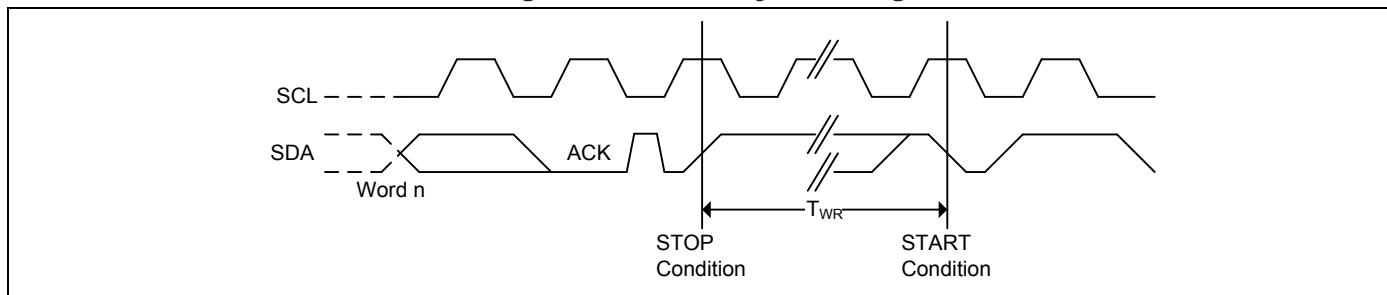 SCL
SDA
ACK
Word n
TWR
STOP
Condition
START
Condition